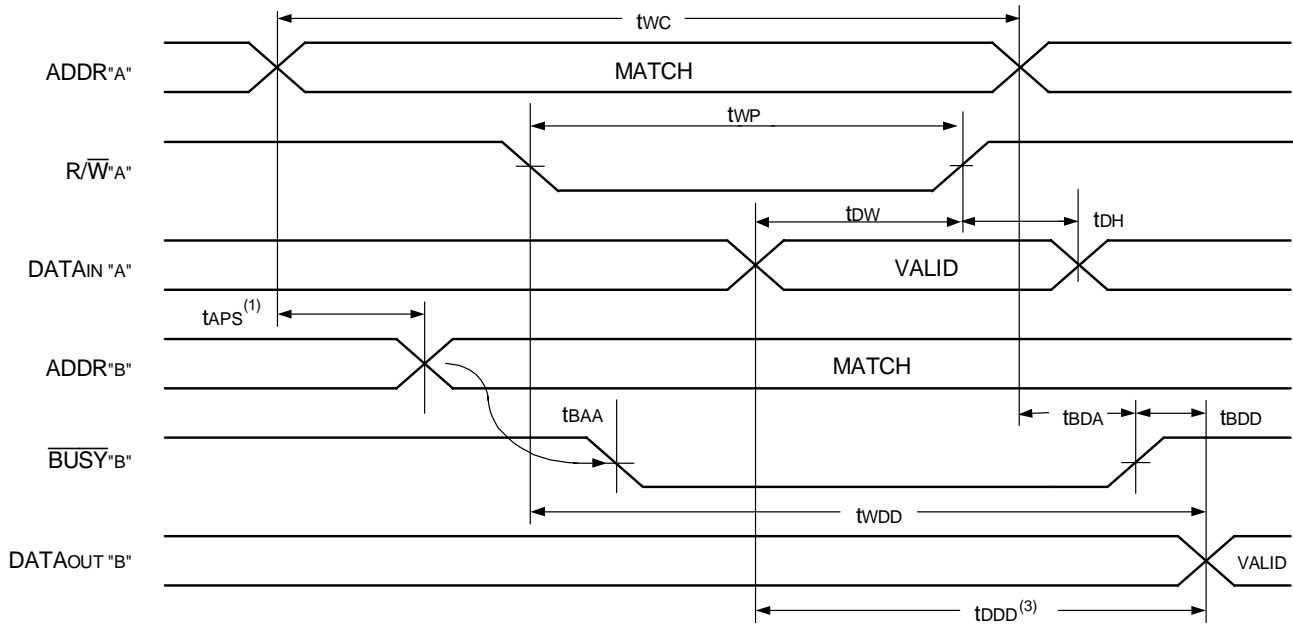 tWC
ADDR"A" MATCH
tWP
R/W̅"A"
tDW tDH
DATAIN "A" VALID
tAPS(1)
ADDR"B" MATCH
tBAA tBDA tBDD
B̅U̅S̅Y̅"B"
tWDD
DATAOUT "B" VALID
tDDD(3)